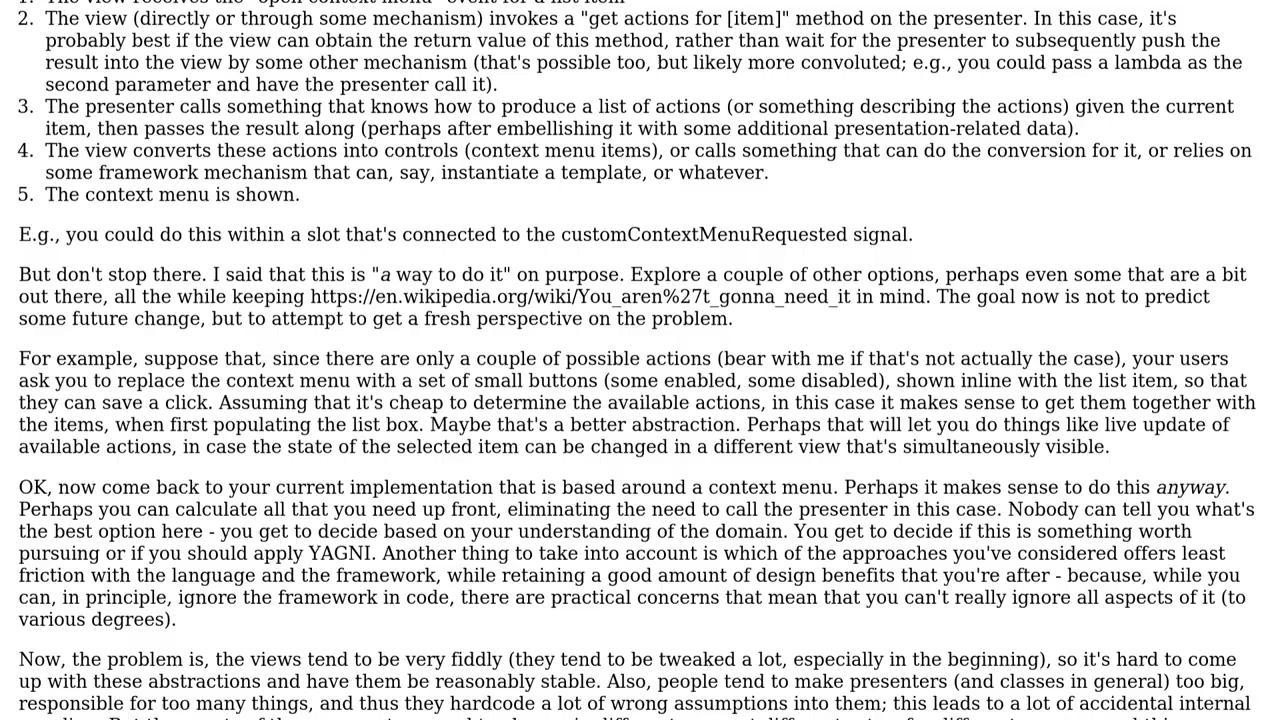 2. The view (directly or through some mechanism) invokes a "get actions for [item]" method on the presenter. In this case, it's
probably best if the view can obtain the return value of this method, rather than wait for the presenter to subsequently push the
result into the view by some other mechanism (that's possible too, but likely more convoluted; e.g., you could pass a lambda as the
second parameter and have the presenter call it).
3. The presenter calls something that knows how to produce a list of actions (or something describing the actions) given the current
item, then passes the result along (perhaps after embellishing it with some additional presentation-related data).
4. The view converts these actions into controls (context menu items), or calls something that can do the conversion for it, or relies on
some framework mechanism that can, say, instantiate a template, or whatever.
5. The context menu is shown.
E.g., you could do this within a slot that's connected to the customContextMenuRequested signal.
But don't stop there. I said that this is "a way to do it" on purpose. Explore a couple of other options, perhaps even some that are a bit
out there, all the while keeping https://en.wikipedia.org/wiki/You_aren%27t_gonna_need_it in mind. The goal now is not to predict
some future change, but to attempt to get a fresh perspective on the problem.
For example, suppose that, since there are only a couple of possible actions (bear with me if that's not actually the case), your users
ask you to replace the context menu with a set of small buttons (some enabled, some disabled), shown inline with the list item, so that
they can save a click. Assuming that it's cheap to determine the available actions, in this case it makes sense to get them together with
the items, when first populating the list box. Maybe that's a better abstraction. Perhaps that will let you do things like live update of
available actions, in case the state of the selected item can be changed in a different view that's simultaneously visible.
OK, now come back to your current implementation that is based around a context menu. Perhaps it makes sense to do this anyway.
Perhaps you can calculate all that you need up front, eliminating the need to call the presenter in this case. Nobody can tell you what's
the best option here - you get to decide based on your understanding of the domain. You get to decide if this is something worth
pursuing or if you should apply YAGNI. Another thing to take into account is which of the approaches you've considered offers least
friction with the language and the framework, while retaining a good amount of design benefits that you're after - because, while you
can, in principle, ignore the framework in code, there are practical concerns that mean that you can't really ignore all aspects of it (to
various degrees).
Now, the problem is, the views tend to be very fiddly (they tend to be tweaked a lot, especially in the beginning), so it's hard to come
up with these abstractions and have them be reasonably stable. Also, people tend to make presenters (and classes in general) too big,
responsible for too many things, and thus they hardcode a lot of wrong assumptions into them; this leads to a lot of accidental internal